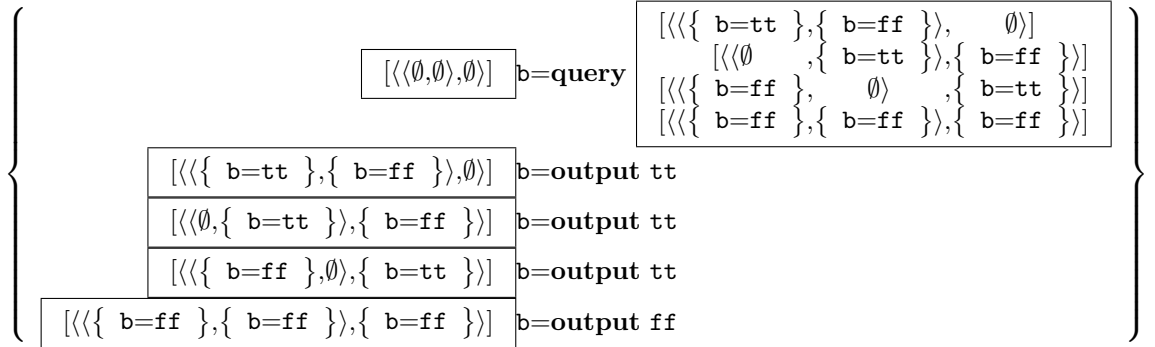 [⟨⟨{ b=tt },{ b=ff }⟩, ∅⟩]
[⟨⟨∅ ,{ b=tt }⟩,{ b=ff }⟩]
[⟨⟨∅,∅⟩,∅⟩] b=query
[⟨⟨{ b=ff }, ∅⟩ ,{ b=tt }⟩]
[⟨⟨{ b=ff },{ b=ff }⟩,{ b=ff }⟩]
[⟨⟨{ b=tt },{ b=ff }⟩,∅⟩] b=output tt
[⟨⟨∅,{ b=tt }⟩,{ b=ff }⟩] b=output tt
[⟨⟨{ b=ff },∅⟩,{ b=tt }⟩] b=output tt
[⟨⟨{ b=ff },{ b=ff }⟩,{ b=ff }⟩] b=output ff